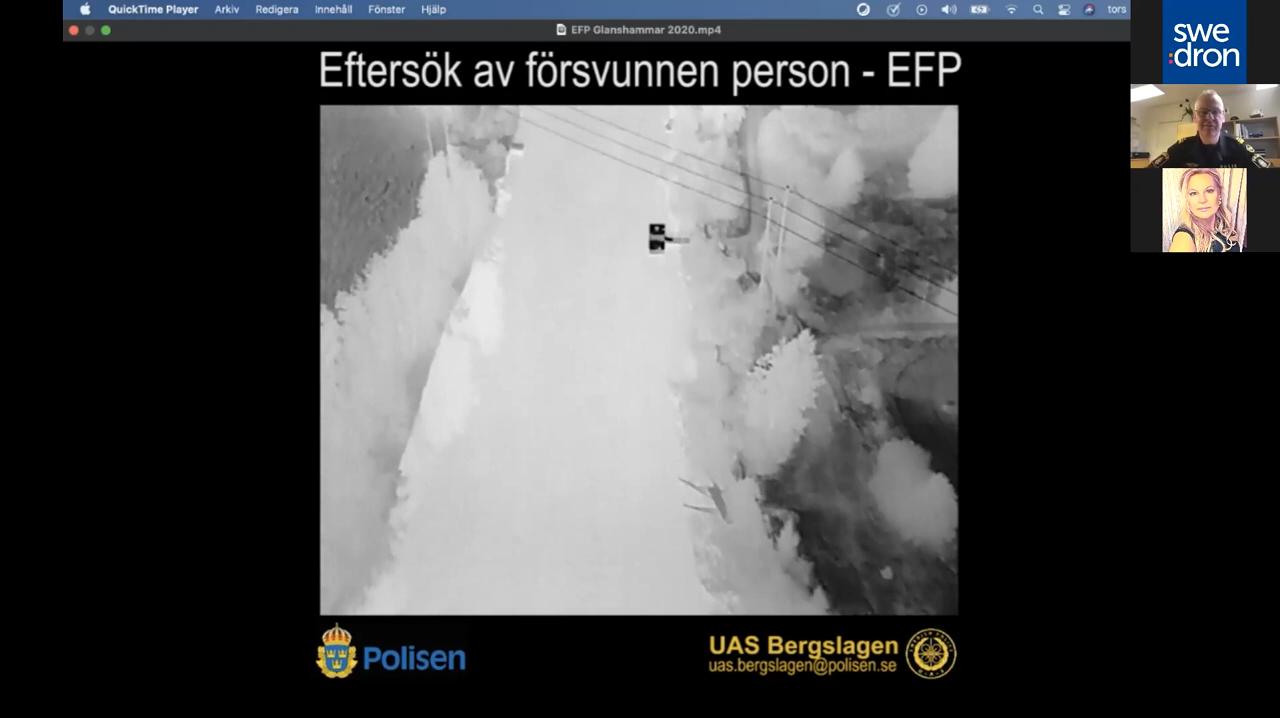 QuickTime Player Arkiv Redigera Innehåll Fönster Hjälp tors
EFP Glanshammar 2020.mp4
swe
dron
Eftersök av försvunnen person - EFP
Polisen
UAS Bergslagen
uas.bergslagen@polisen.se